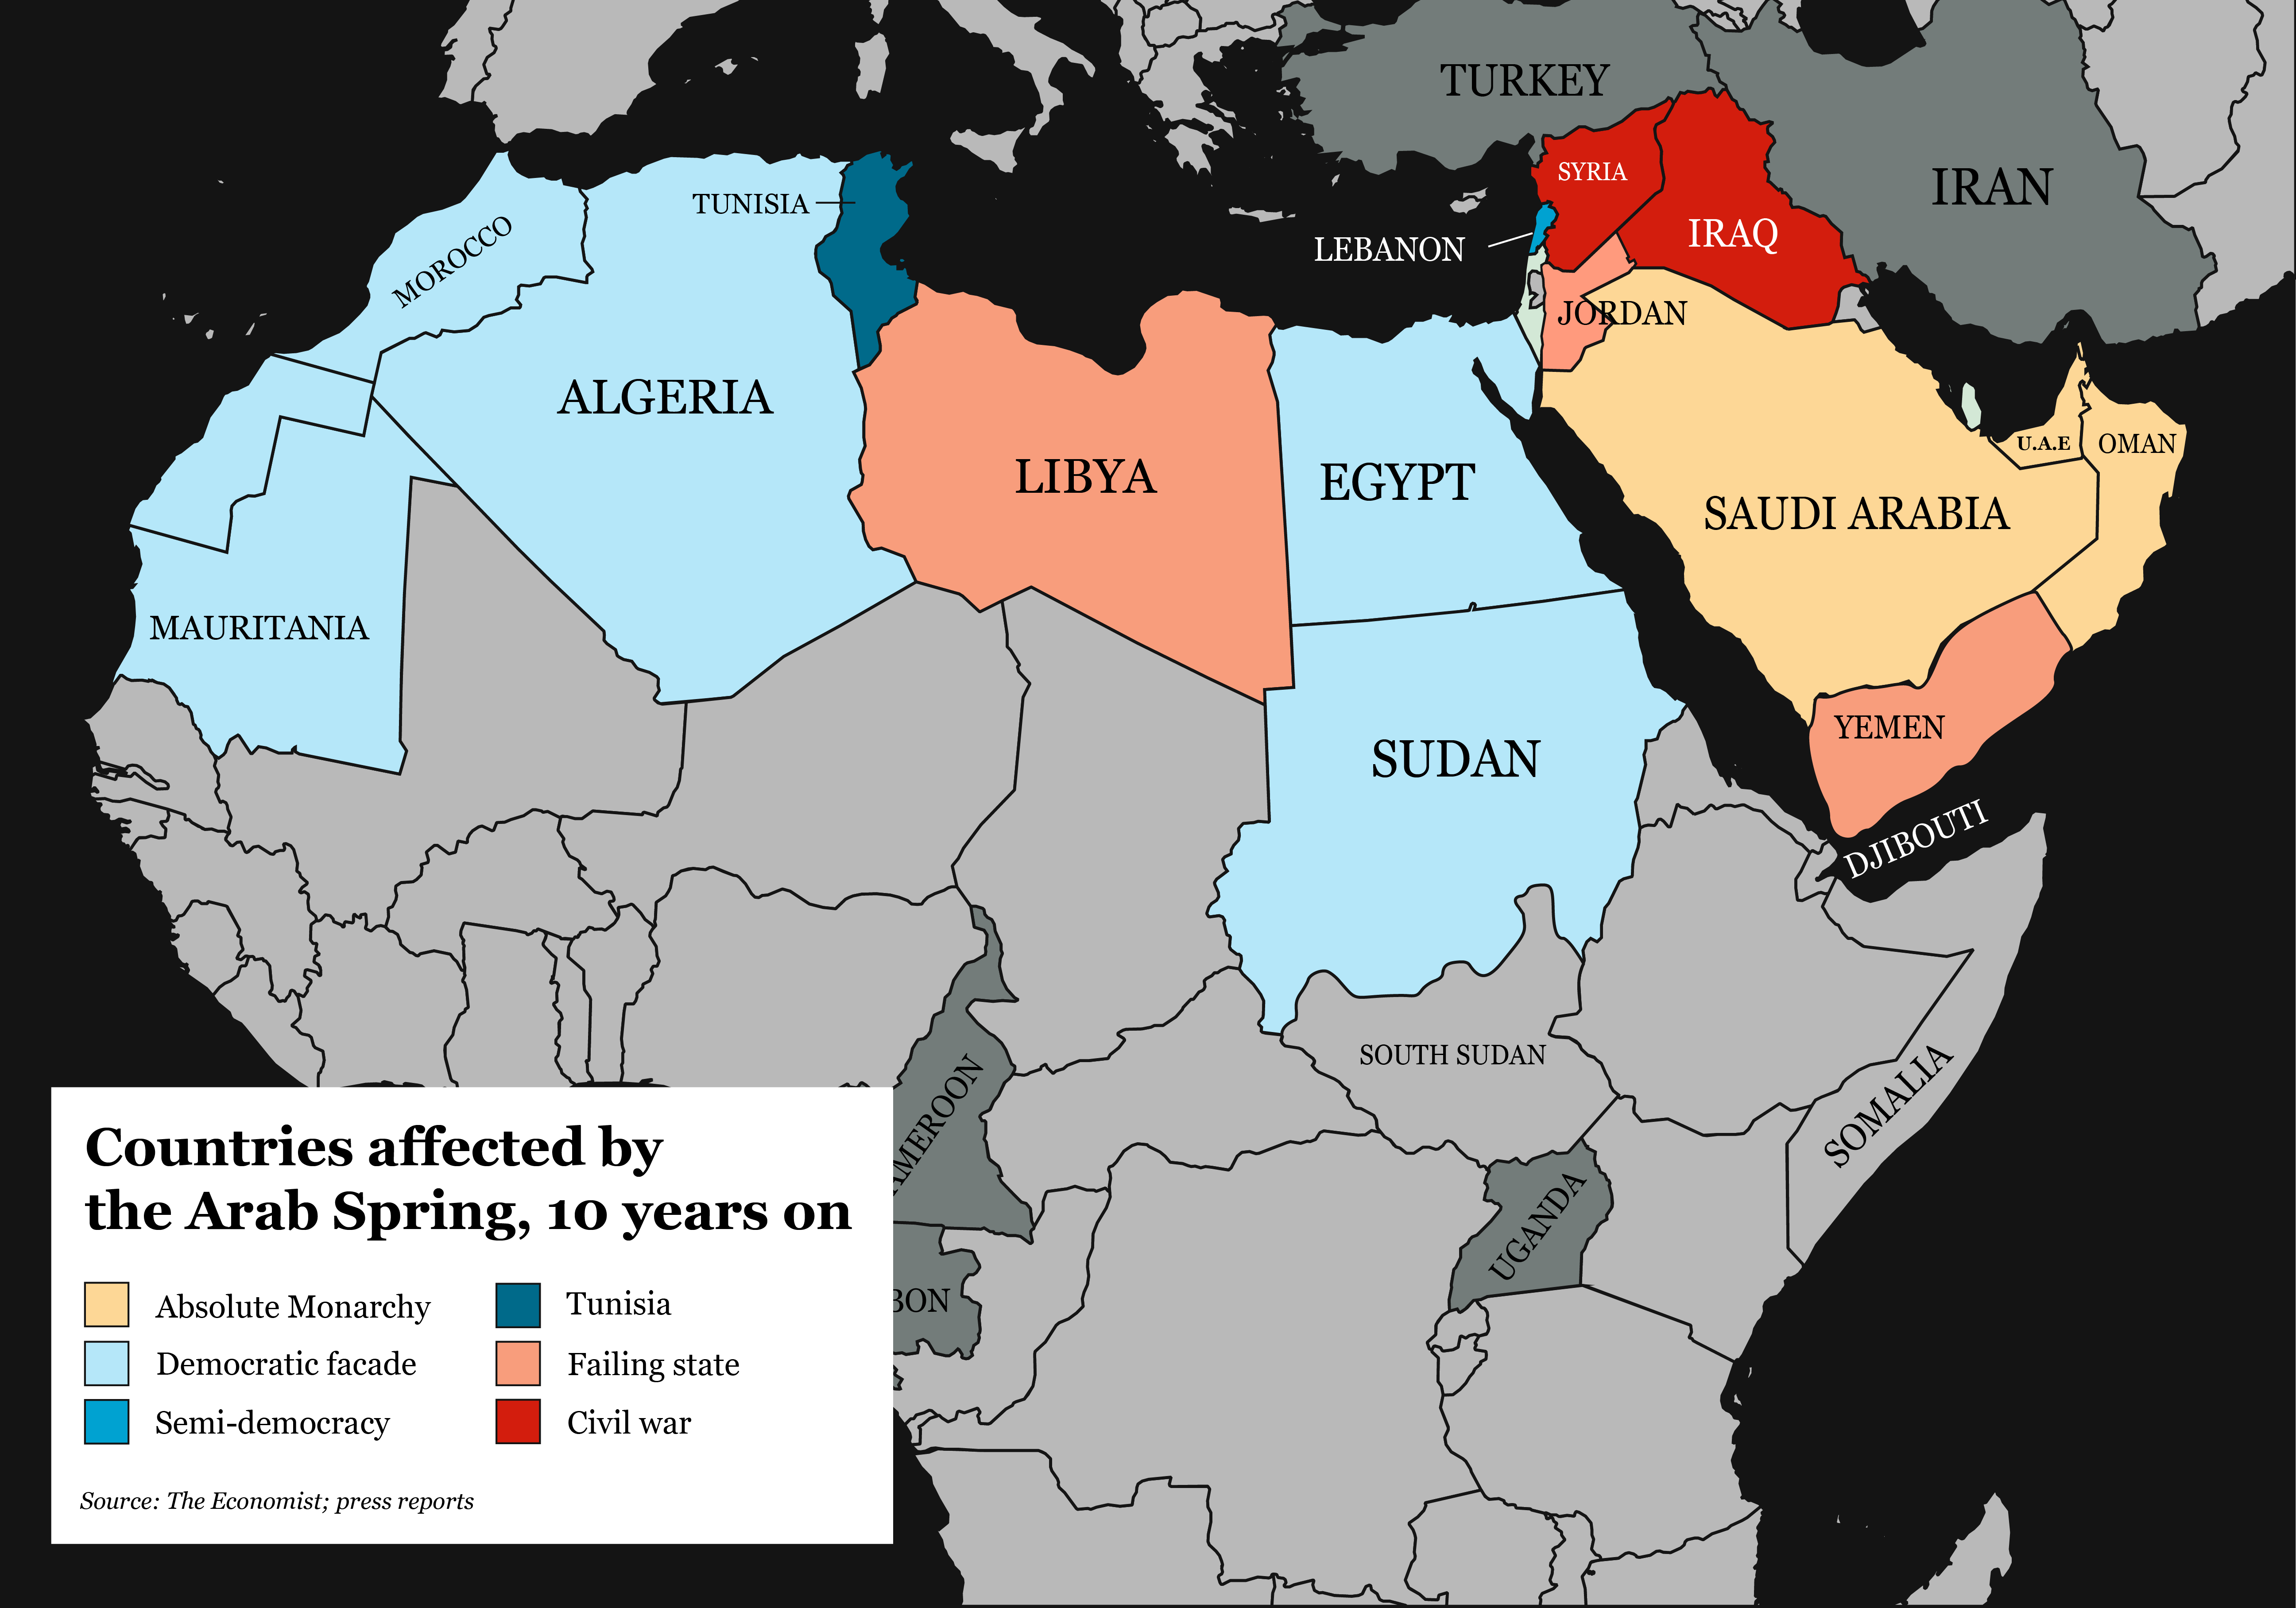 TURKEY
IRAN
SYRIA
IRAQ
TUNISIA
LEBANON
MOROCCO
JORDAN
ALGERIA
LIBYA
EGYPT
U.A.E
OMAN
SAUDI ARABIA
MAURITANIA
YEMEN
SUDAN
DJIBOUTI
SOUTH SUDAN
SOMALIA
AMEROON
UGANDA
BON
Countries affected by
the Arab Spring, 10 years on
Absolute Monarchy
Democratic facade
Semi-democracy
Tunisia
Failing state
Civil war
Source: The Economist; press reports